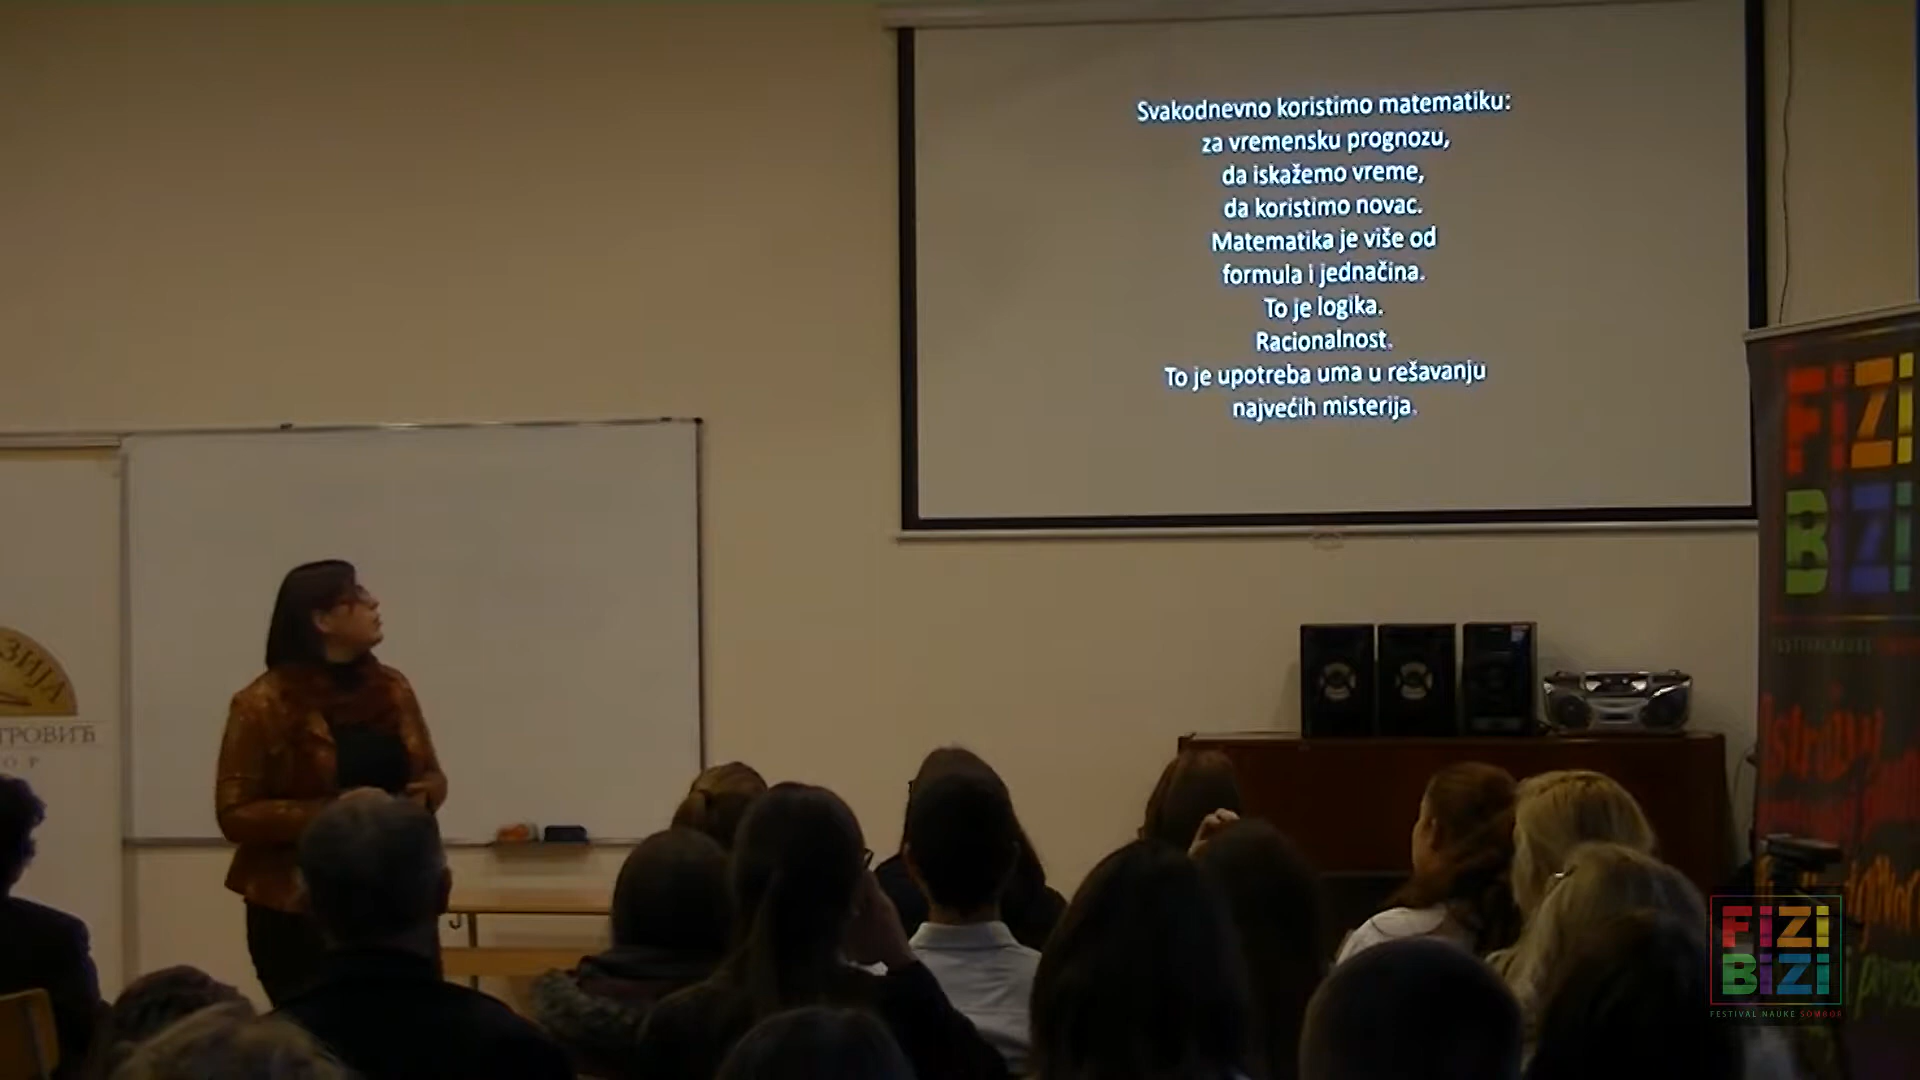 Svakodnevno koristimo matematiku:
za vremensku prognozu,
da iskažemo vreme,
da koristimo novac.
Matematika je više od
formula i jednačina.
To je logika.
Racionalnost.
To je upotreba uma u rešavanju
najvećih misterija.
FiZi
BiZi
FiZi
BiZi
FESTIVAL NAUKE SOMBOR